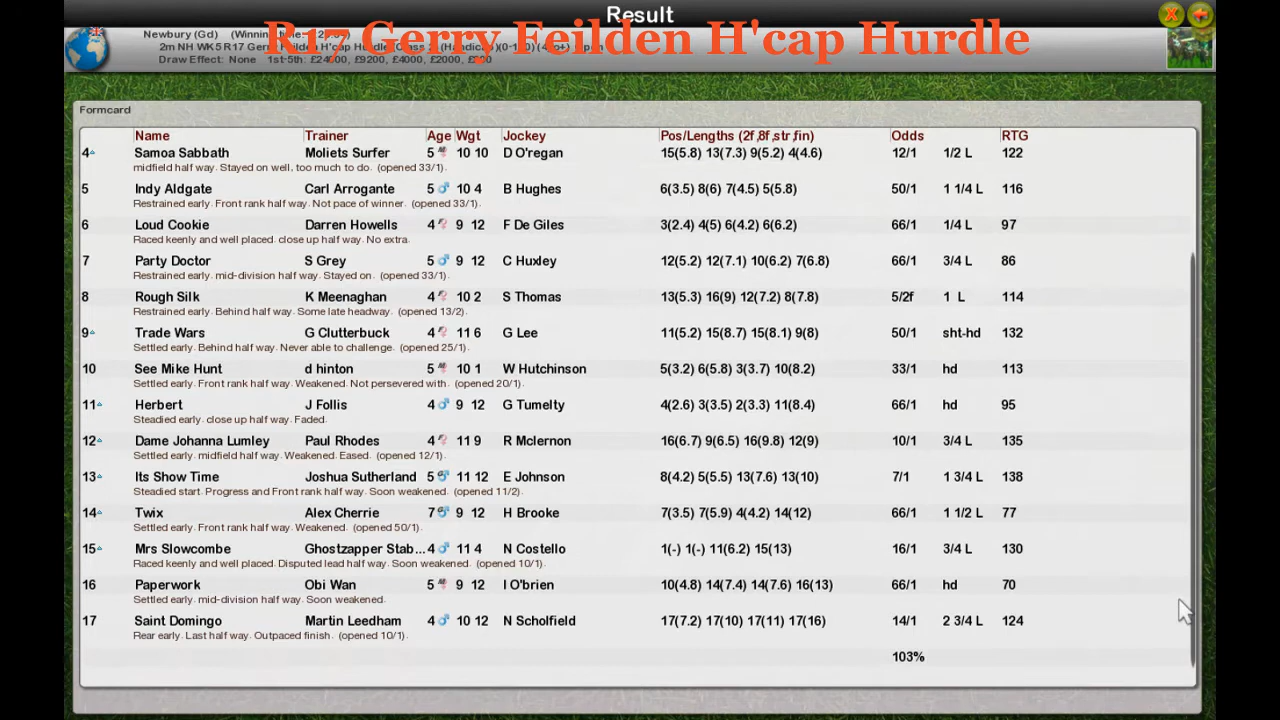 Result
R17 Gerry Feilden H'cap Hurdle
Newbury (Gd) (Winning
2m NH WK5 R17
Draw Effect: None 1st-5th: £24000, £9200, £4000, £2000,
Formcard
Name Trainer Age Wgt Jockey Pos/Lengths (2f,8f,str,fin) Odds RTG
4 Samoa Sabbath Moliets Surfer 5 10 10 D O'regan 15(5.8) 13(7.3) 9(5.2) 4(4.6) 12/1 1/2 L 122
midfield half way. Stayed on well, too much to do. (opened 33/1).
5 Indy Aldgate Carl Arrogante 5 10 4 B Hughes 6(3.5) 8(6) 7(4.5) 5(5.8) 50/1 1 1/4 L 116
Restrained early. Front rank half way. Not pace of winner. (opened 33/1).
6 Loud Cookie Darren Howells 4 9 12 F De Giles 3(2.4) 4(5) 6(4.2) 6(6.2) 66/1 1/4 L 97
Raced keenly and well placed. close up half way. No extra.
7 Party Doctor S Grey 5 9 12 C Huxley 12(5.2) 12(7.1) 10(6.2) 7(6.8) 66/1 3/4 L 86
Restrained early. mid-division half way. Stayed on. (opened 33/1).
8 Rough Silk K Meenaghan 4 10 2 S Thomas 13(5.3) 16(9) 12(7.2) 8(7.8) 5/2f 1 L 114
Restrained early. Behind half way. Some late headway. (opened 13/2).
9 Trade Wars G Clutterbuck 4 11 6 G Lee 11(5.2) 15(8.7) 15(8.1) 9(8) 50/1 sht-hd 132
Settled early. Behind half way. Never able to challenge. (opened 25/1).
10 See Mike Hunt d hinton 5 10 1 W Hutchinson 5(3.2) 6(5.8) 3(3.7) 10(8.2) 33/1 hd 113
Settled early. Front rank half way. Weakened. Not persevered with. (opened 20/1).
11 Herbert J Follis 4 9 12 G Tumelty 4(2.6) 3(3.5) 2(3.3) 11(8.4) 66/1 hd 95
Steadied early. close up half way. Faded.
12 Dame Johanna Lumley Paul Rhodes 4 11 9 R Mclernon 16(6.7) 9(6.5) 16(9.8) 12(9) 10/1 3/4 L 135
Settled early. midfield half way. Weakened. Eased. (opened 12/1).
13 Its Show Time Joshua Sutherland 5 11 12 E Johnson 8(4.2) 5(5.5) 13(7.6) 13(10) 7/1 1 3/4 L 138
Steadied start. Progress and Front rank half way. Soon weakened. (opened 11/2).
14 Twix Alex Cherrie 7 9 12 H Brooke 7(3.5) 7(5.9) 4(4.2) 14(12) 66/1 1 1/2 L 77
Settled early. Front rank half way. Weakened. (opened 50/1).
15 Mrs Slowcombe Ghostzapper Stab... 4 11 4 N Costello 1(-) 1(-) 11(6.2) 15(13) 16/1 3/4 L 130
Raced keenly and well placed. Disputed lead half way. Soon weakened. (opened 10/1).
16 Paperwork Obi Wan 5 9 12 I O'brien 10(4.8) 14(7.4) 14(7.6) 16(13) 66/1 hd 70
Settled early. mid-division half way. Soon weakened.
17 Saint Domingo Martin Leedham 4 10 12 N Scholfield 17(7.2) 17(10) 17(11) 17(16) 14/1 2 3/4 L 124
Rear early. Last half way. Outpaced finish. (opened 10/1).
103%